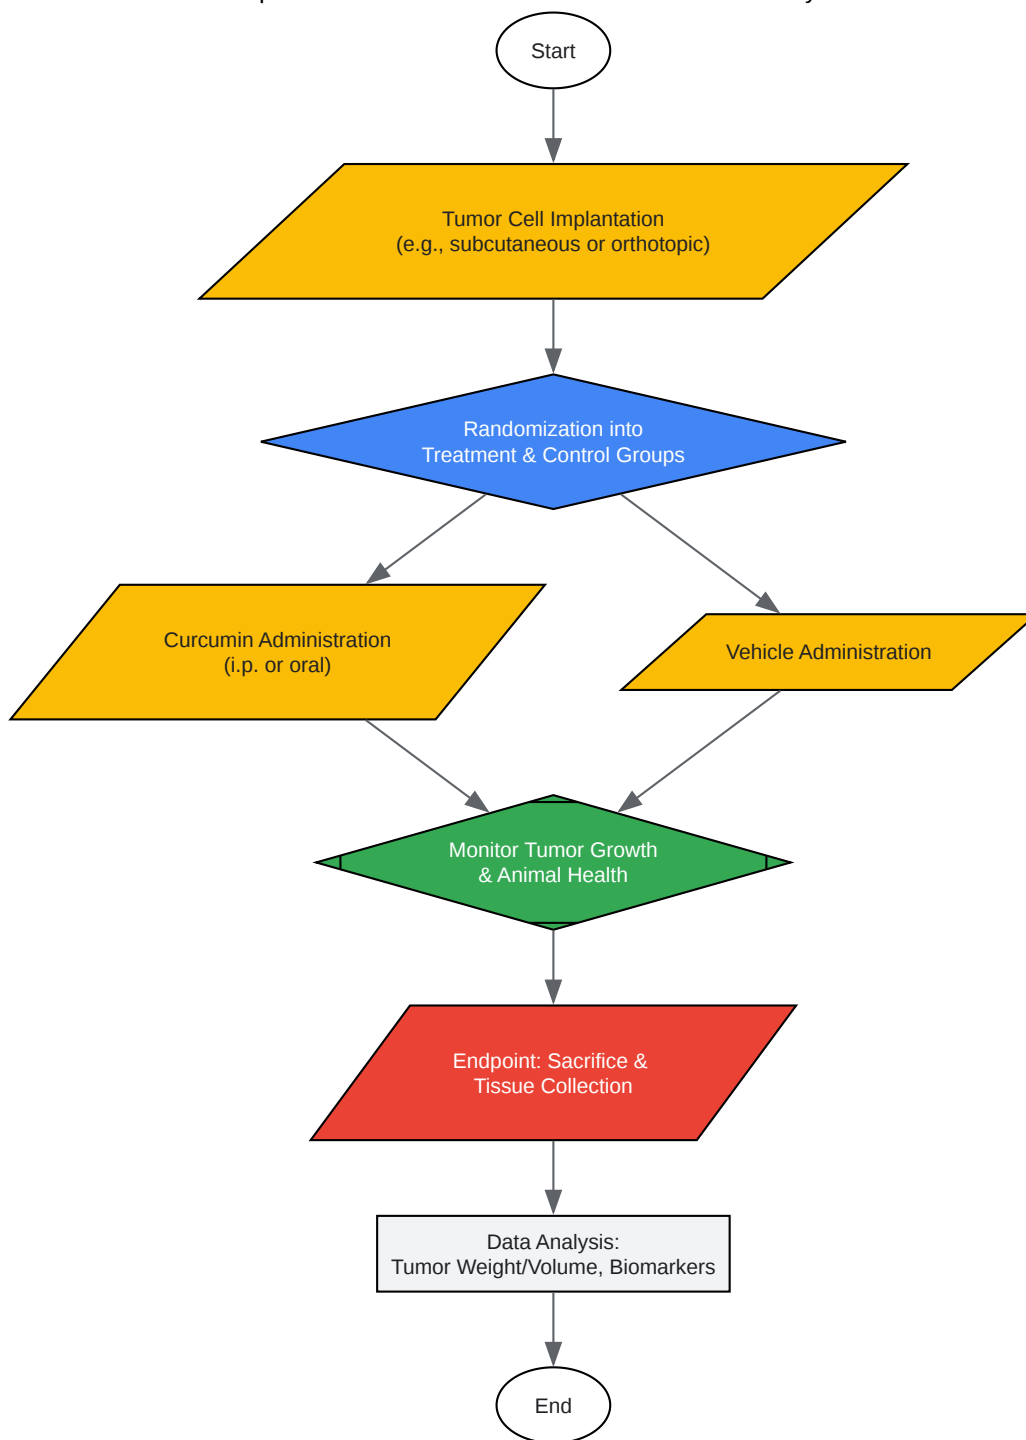 Start
Tumor Cell Implantation
(e.g., subcutaneous or orthotopic)
Randomization into
Treatment & Control Groups
Curcumin Administration
(i.p. or oral)
Vehicle Administration
Monitor Tumor Growth
& Animal Health
Endpoint: Sacrifice &
Tissue Collection
Data Analysis:
Tumor Weight/Volume, Biomarkers
End